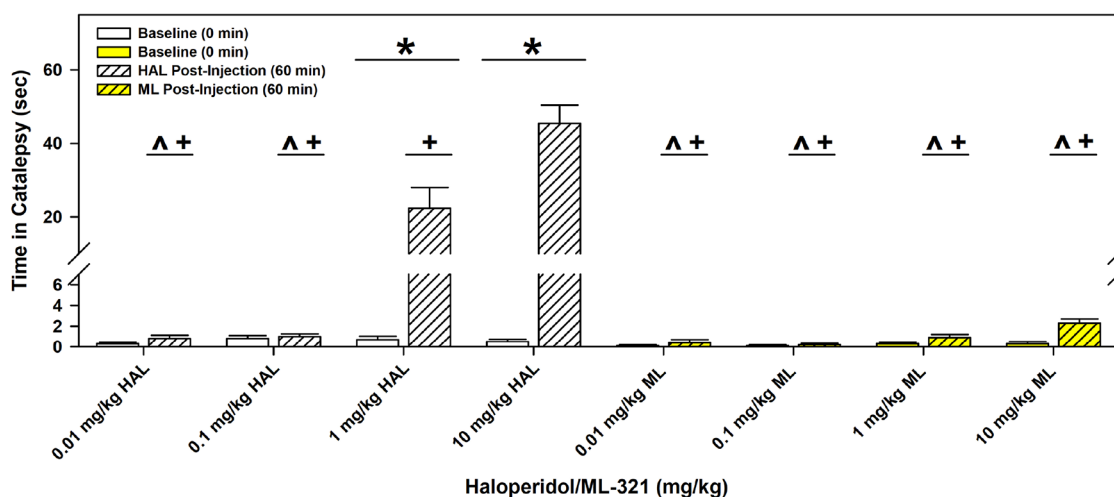 Baseline (0 min)
Baseline (0 min)
HAL Post-Injection (60 min)
ML Post-Injection (60 min)
* *
^ + ^ + + ^ + ^ + ^ + ^ +
Time in Catalepsy (sec)
60
40
20
6
4
2
0
0.01 mg/kg HAL
0.1 mg/kg HAL
1 mg/kg HAL
10 mg/kg HAL
0.01 mg/kg ML
0.1 mg/kg ML
1 mg/kg ML
10 mg/kg ML
Haloperidol/ML-321 (mg/kg)